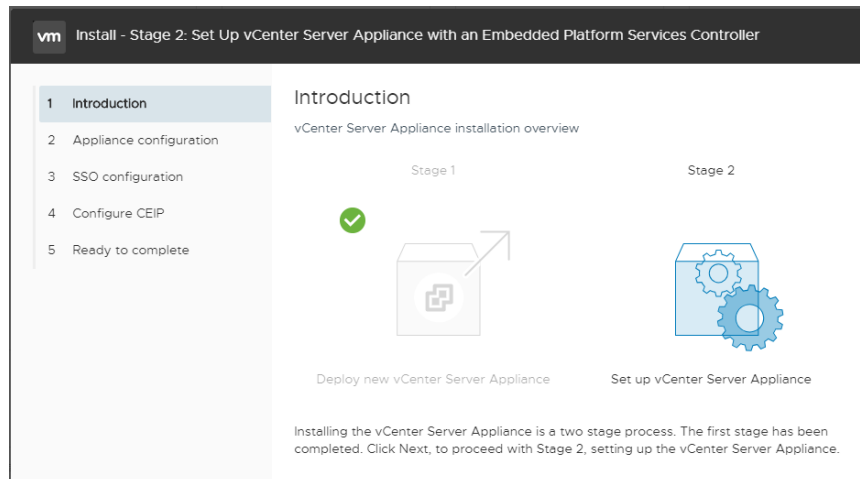 vm Install - Stage 2: Set Up vCenter Server Appliance with an Embedded Platform Services Controller
1 Introduction
2 Appliance configuration
3 SSO configuration
4 Configure CEIP
5 Ready to complete
Introduction
vCenter Server Appliance installation overview
Stage 1
Stage 2
Deploy new vCenter Server Appliance
Set up vCenter Server Appliance
Installing the vCenter Server Appliance is a two stage process. The first stage has been
completed. Click Next, to proceed with Stage 2, setting up the vCenter Server Appliance.